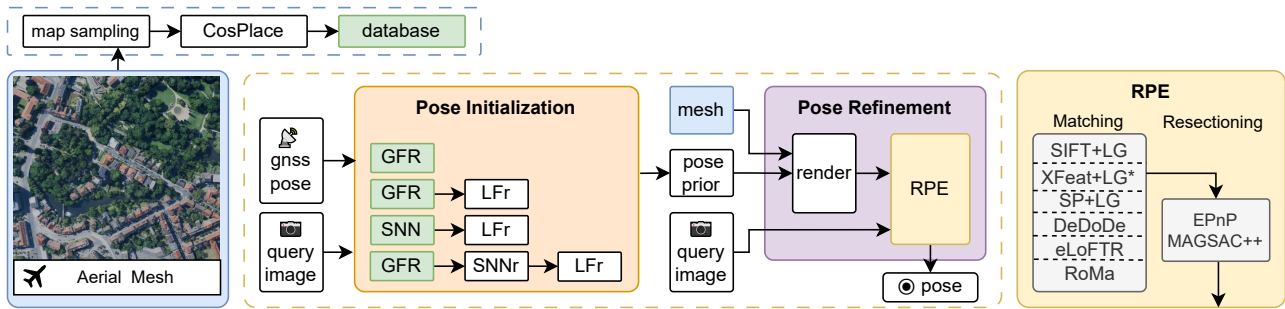 map sampling
CosPlace
database
Aerial Mesh
gnss
pose
query
image
Pose Initialization
GFR
GFR
LFr
SNN
LFr
GFR
SNNr
LFr
mesh
pose
prior
query
image
Pose Refinement
render
RPE
pose
RPE
Matching
Resectioning
SIFT+LG
XFeat+LG*
SP+LG
DeDoDe
eLoFTR
RoMa
EPnP
MAGSAC++